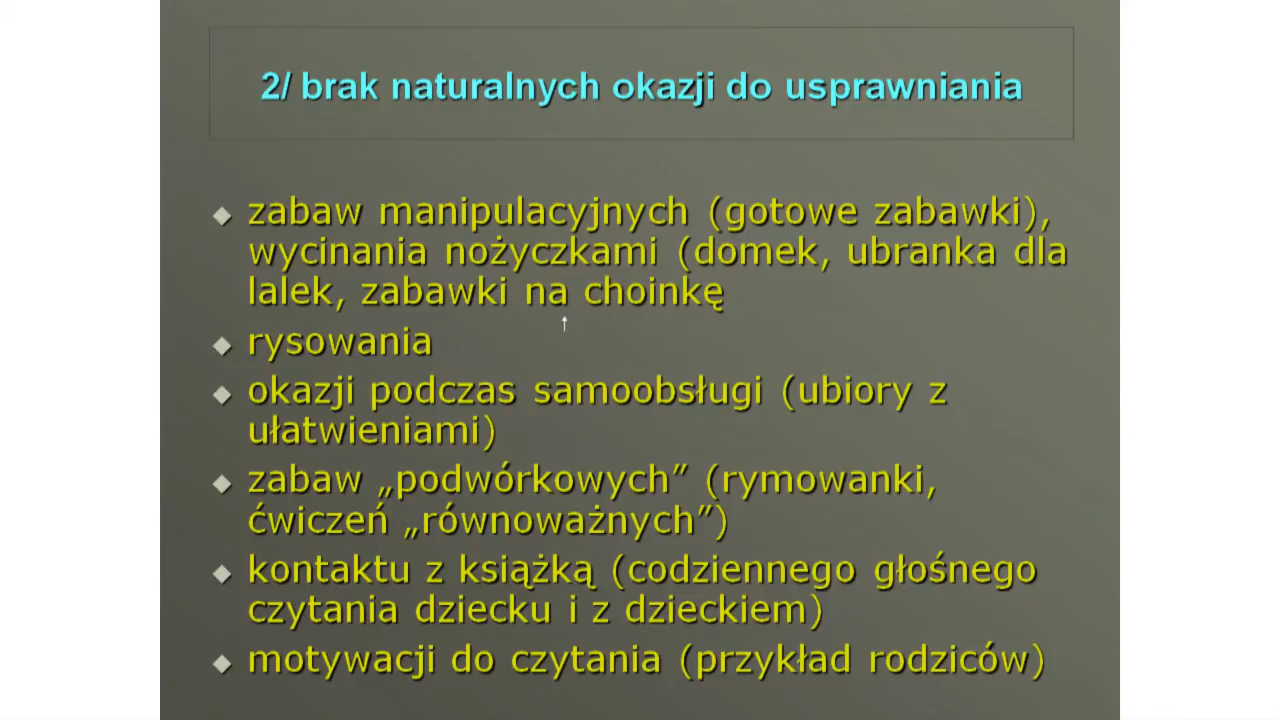 2/ brak naturalnych okazji do usprawniania
zabaw manipulacyjnych (gotowe zabawki),
wycinania nożyczkami (domek, ubranka dla
lalek, zabawki na choinkę
rysowania
okazji podczas samoobsługi (ubiory z
ułatwieniami)
zabaw „podwórkowych” (rymowanki,
ćwiczeń „równoważnych”)
kontaktu z książką (codziennego głośnego
czytania dziecku i z dzieckiem)
motywacji do czytania (przykład rodziców)